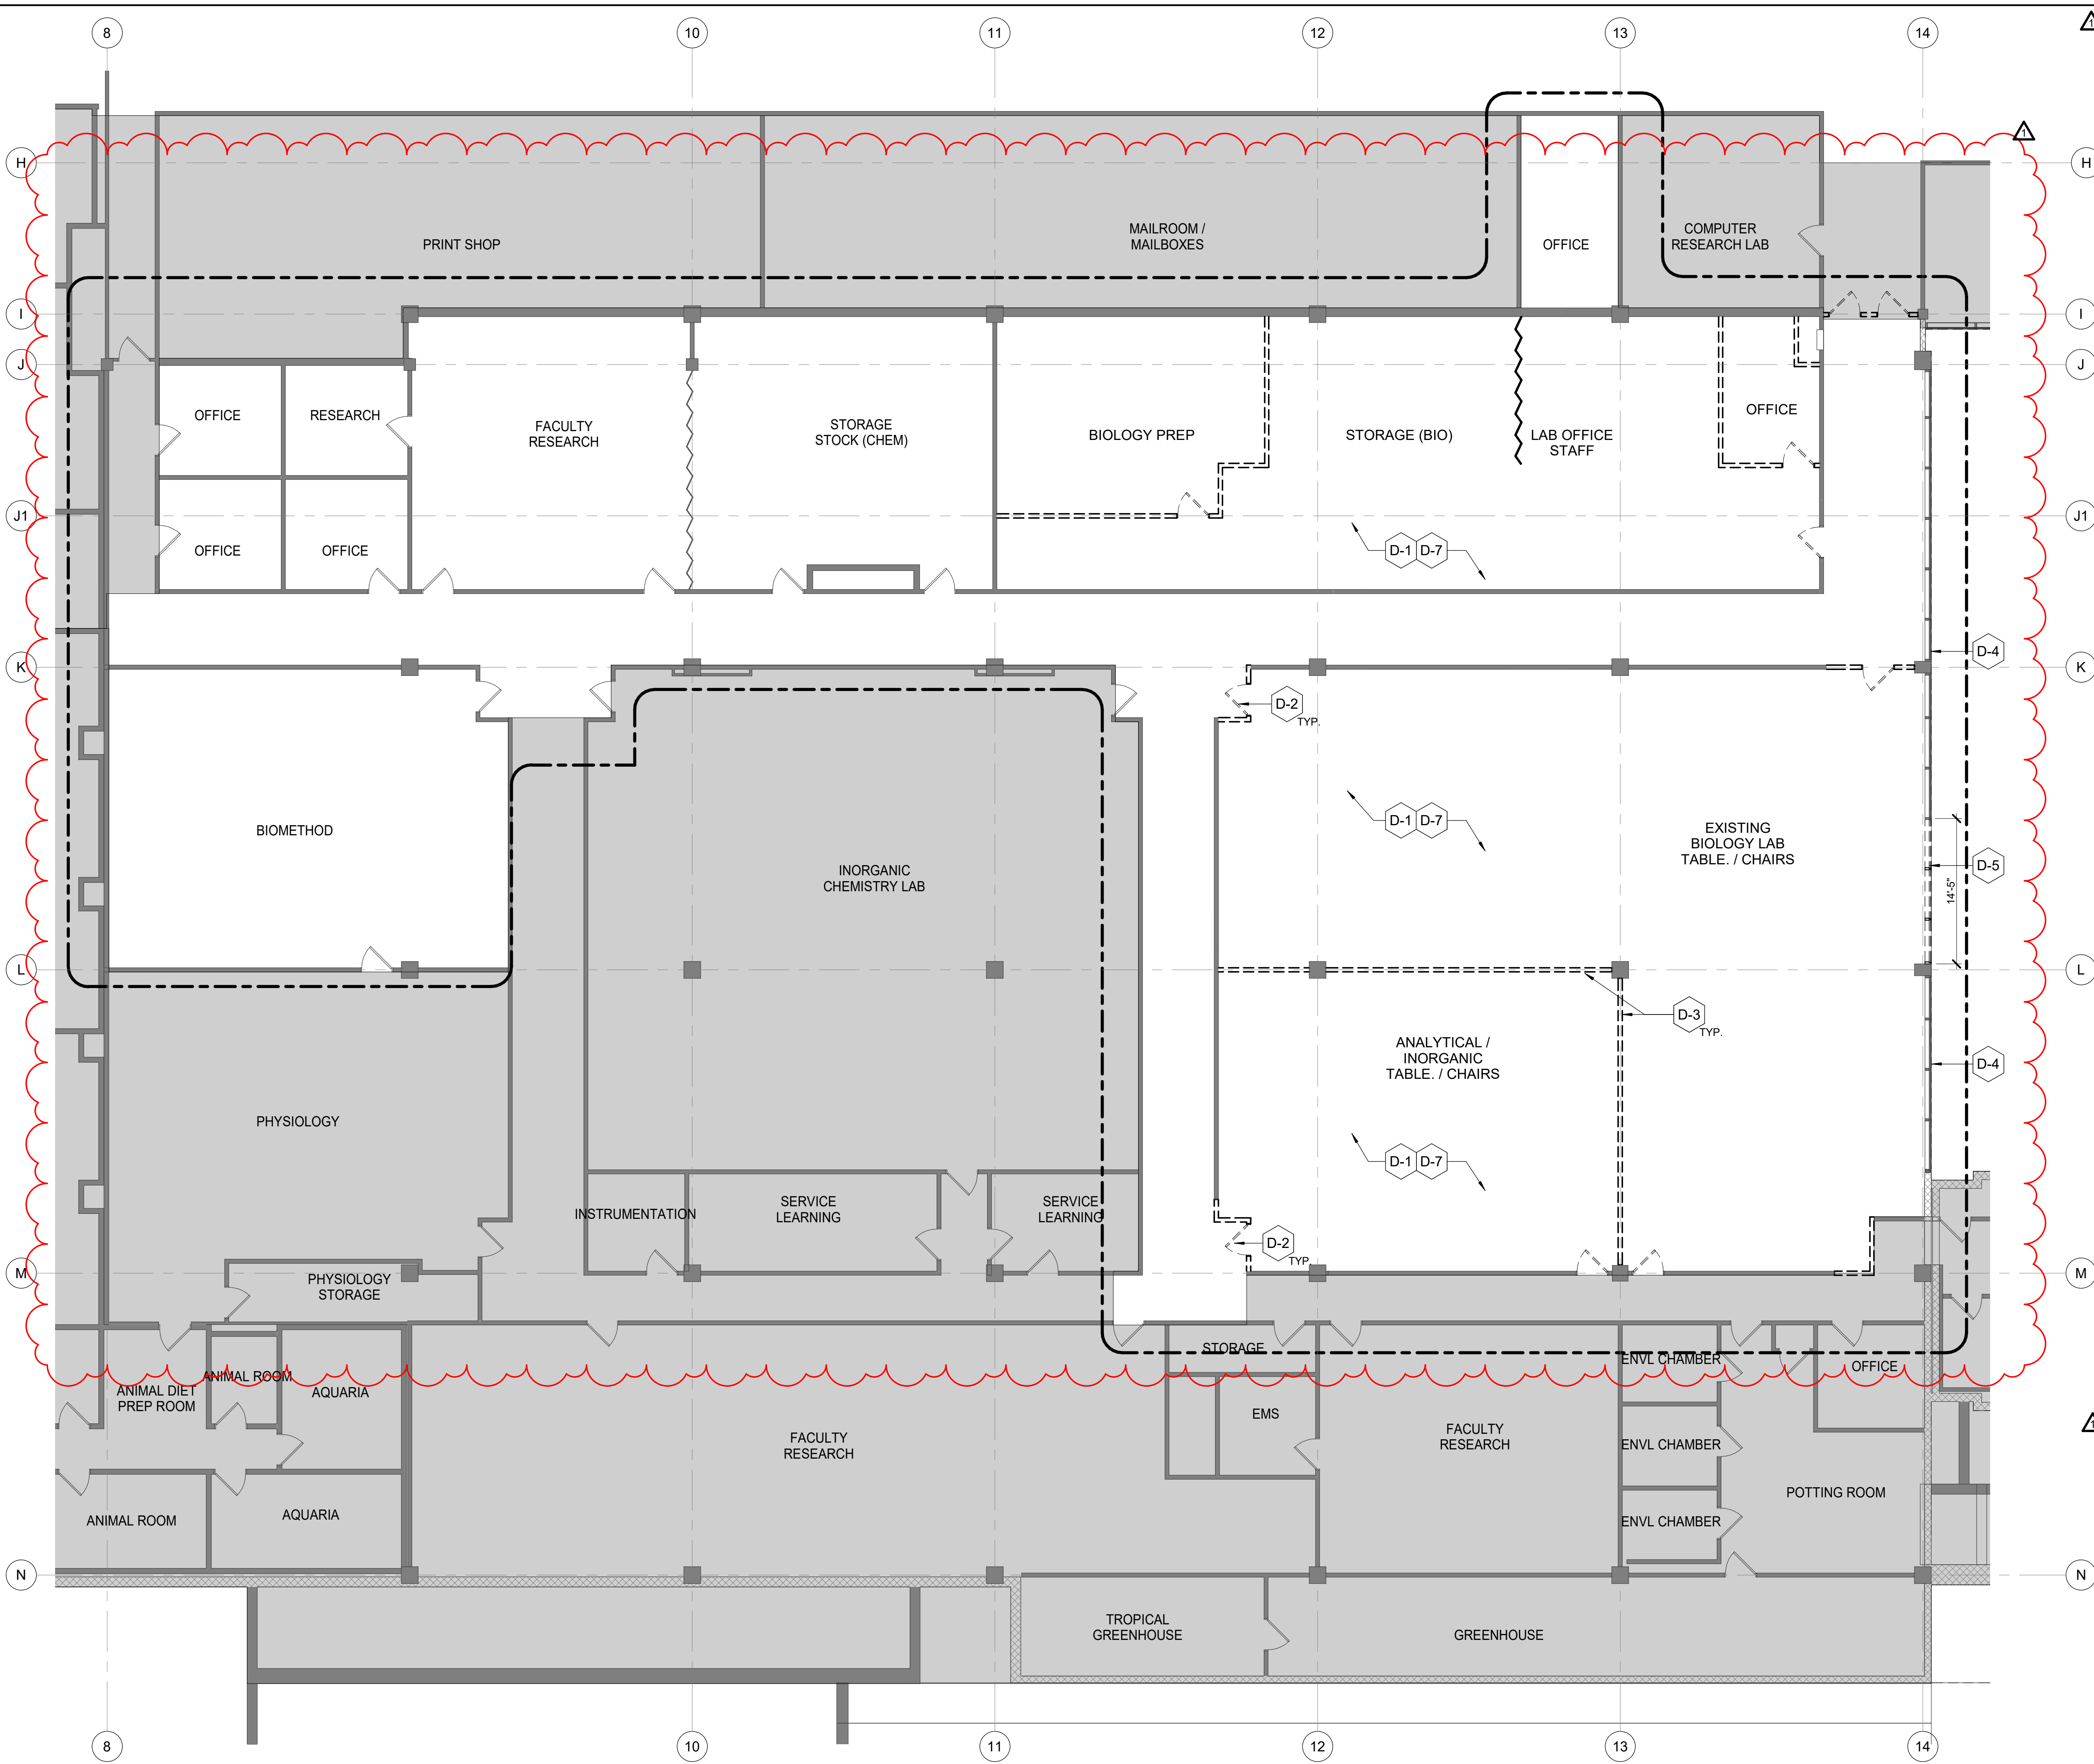 8
10
11
12
13
14
1
1
H
H
PRINT SHOP
MAILROOM /
MAILBOXES
OFFICE
COMPUTER
RESEARCH LAB
I
I
J
J
OFFICE
RESEARCH
FACULTY
RESEARCH
STORAGE
STOCK (CHEM)
BIOLOGY PREP
STORAGE (BIO)
LAB OFFICE
STAFF
OFFICE
J1
J1
OFFICE
OFFICE
D-1 D-7
K
D-4
K
D-2
TYP.
BIOMETHOD
INORGANIC
CHEMISTRY LAB
D-1 D-7
EXISTING
BIOLOGY LAB
TABLE. / CHAIRS
D-5
14'-5"
L
L
D-3
TYP.
ANALYTICAL /
INORGANIC
TABLE. / CHAIRS
D-4
PHYSIOLOGY
D-1 D-7
INSTRUMENTATION
SERVICE
LEARNING
SERVICE
LEARNING
D-2
TYP.
M
M
PHYSIOLOGY
STORAGE
STORAGE
ENVL CHAMBER
OFFICE
ANIMAL ROOM
ANIMAL DIET
PREP ROOM
AQUARIA
EMS
1
FACULTY
RESEARCH
FACULTY
RESEARCH
ENVL CHAMBER
POTTING ROOM
ANIMAL ROOM
AQUARIA
ENVL CHAMBER
N
N
TROPICAL
GREENHOUSE
GREENHOUSE
8
10
11
12
13
14